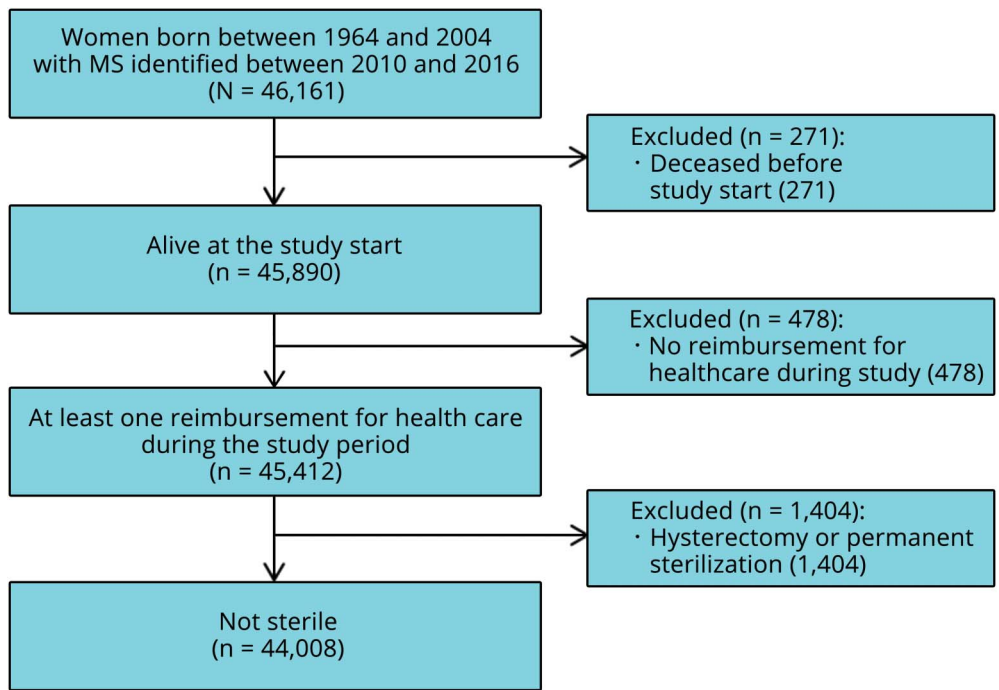 Women born between 1964 and 2004
with MS identified between 2010 and 2016
(N = 46,161)
Excluded (n = 271):
· Deceased before
study start (271)
Alive at the study start
(n = 45,890)
Excluded (n = 478):
· No reimbursement for
healthcare during study (478)
At least one reimbursement for health care
during the study period
(n = 45,412)
Excluded (n = 1,404):
· Hysterectomy or permanent
sterilization (1,404)
Not sterile
(n = 44,008)